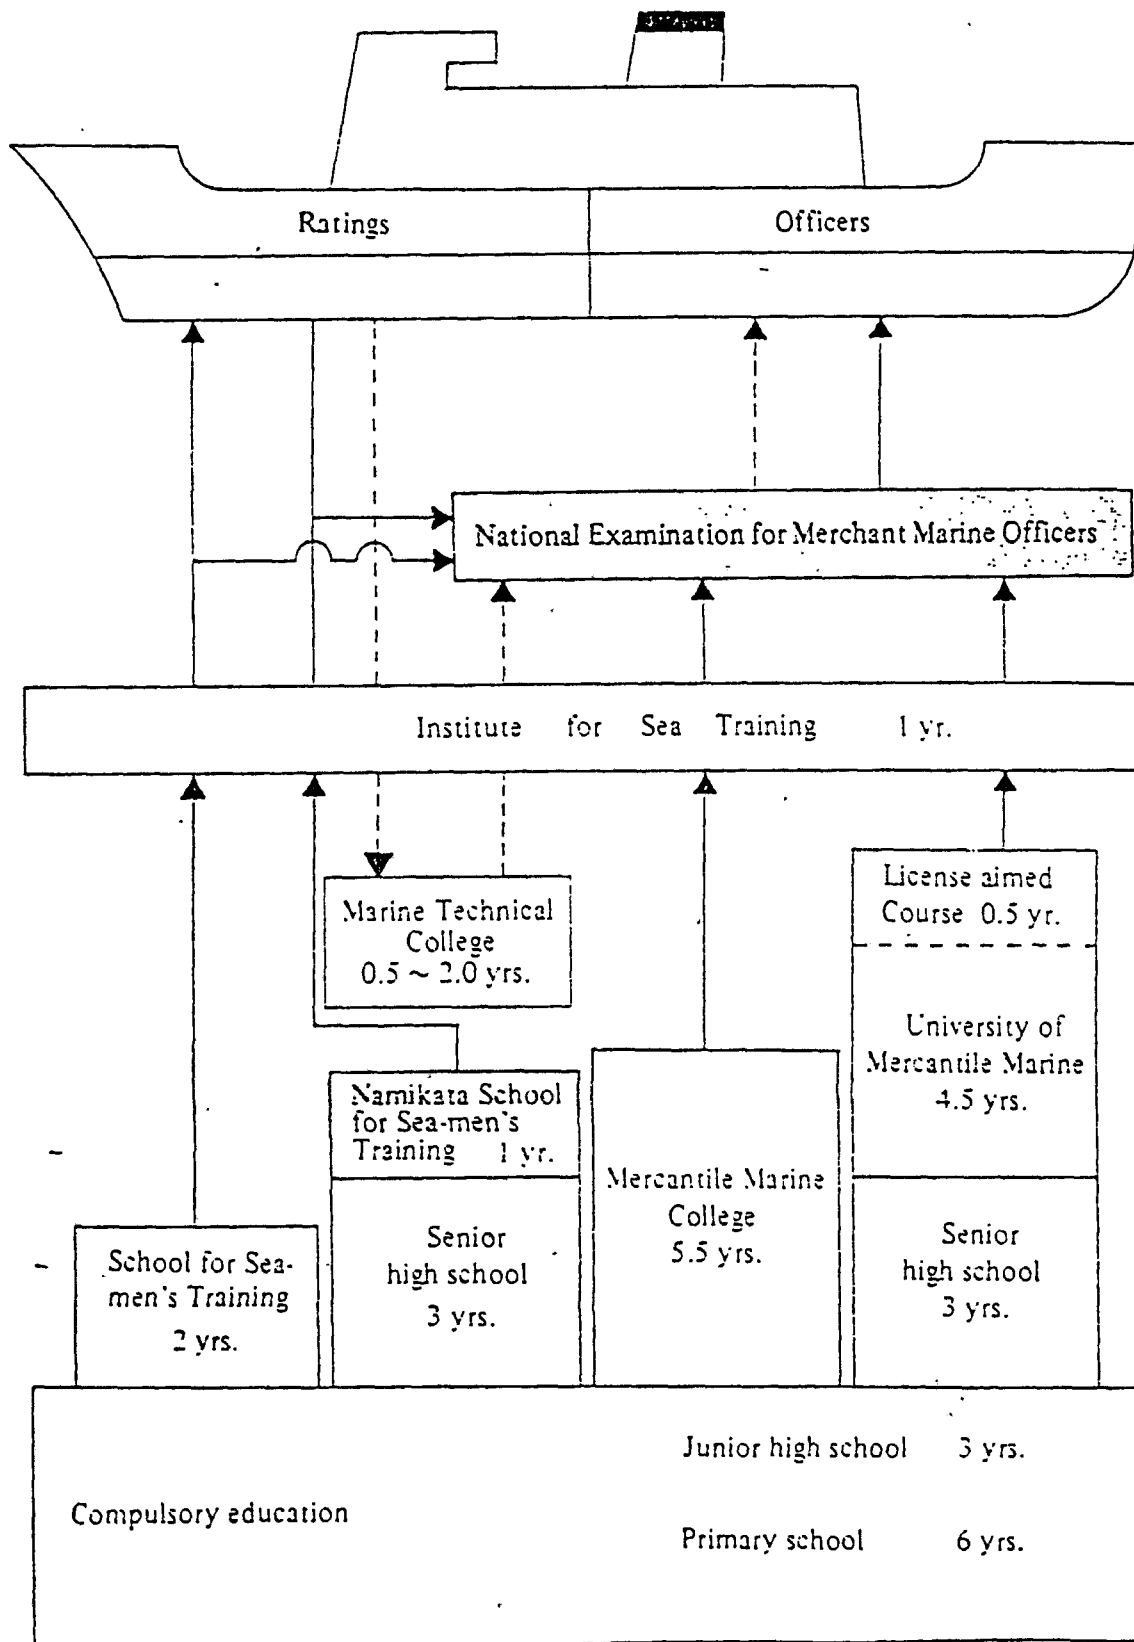 Ratings
Officers
National Examination for Merchant Marine Officers
Institute for Sea Training 1 yr.
License aimed
Course 0.5 yr.
Marine Technical
College
0.5 ~ 2.0 yrs.
University of
Mercantile Marine
4.5 yrs.
Namikata School
for Sea-men's
Training 1 yr.
Mercantile Marine
College
5.5 yrs.
Senior
high school
3 yrs.
Senior
high school
3 yrs.
School for Sea-
men's Training
2 yrs.
Junior high school 3 yrs.
Compulsory education
Primary school 6 yrs.